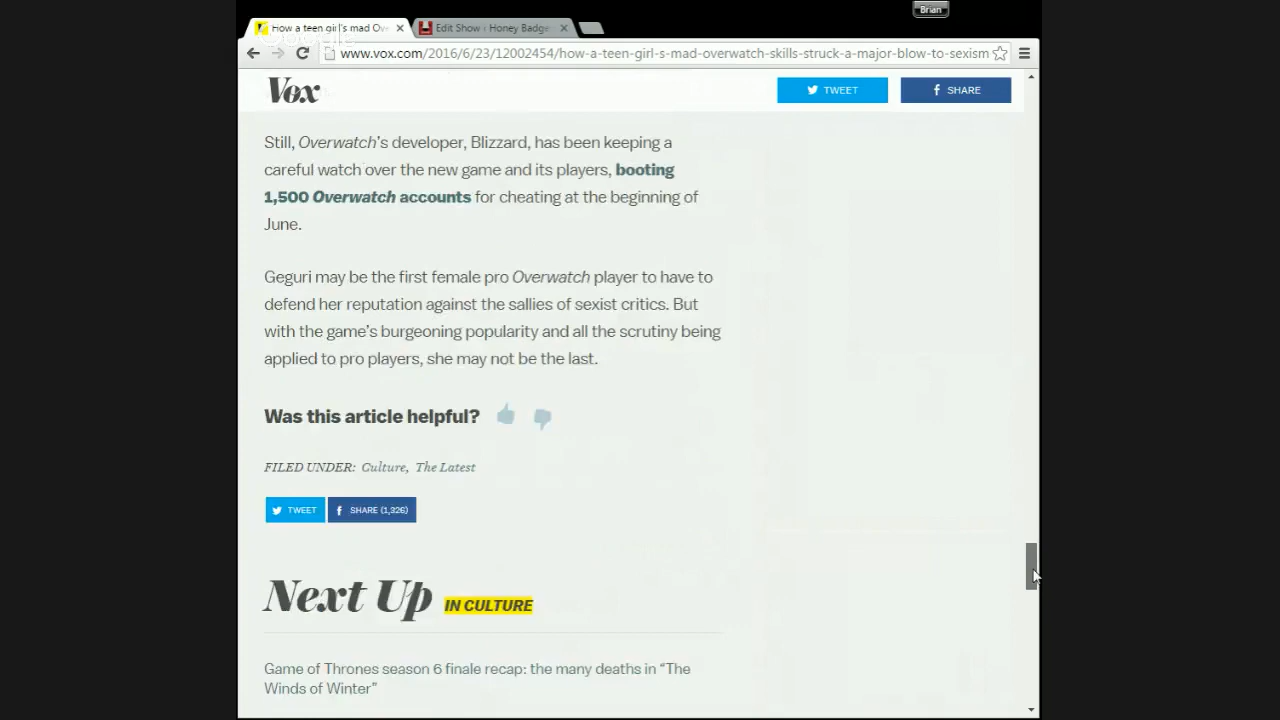 Brian
How a teen girl's mad Ov
Edit Show | Honey Badge
www.vox.com/2016/6/23/12002454/how-a-teen-girl-s-mad-overwatch-skills-struck-a-major-blow-to-sexism
Vox
TWEET
SHARE
Still, Overwatch's developer, Blizzard, has been keeping a
careful watch over the new game and its players, booting
1,500 Overwatch accounts for cheating at the beginning of
June.
Geguri may be the first female pro Overwatch player to have to
defend her reputation against the sallies of sexist critics. But
with the game's burgeoning popularity and all the scrutiny being
applied to pro players, she may not be the last.
Was this article helpful?
FILED UNDER: Culture, The Latest
TWEET
SHARE (1,326)
Next Up IN CULTURE
Game of Thrones season 6 finale recap: the many deaths in “The
Winds of Winter”